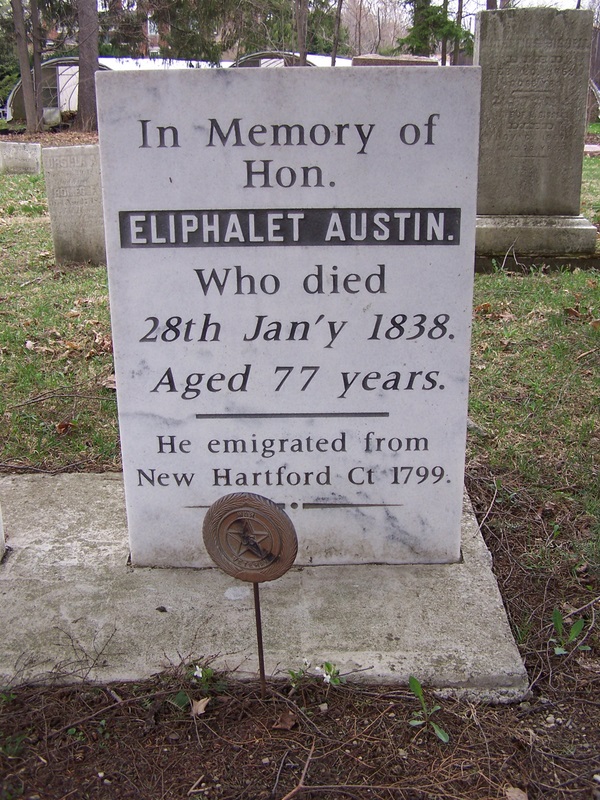 In Memory of
Hon.
ELIPHALET AUSTIN.
Who died
28th Jan'y 1838.
Aged 77 years.
He emigrated from
New Hartford Ct 1799.